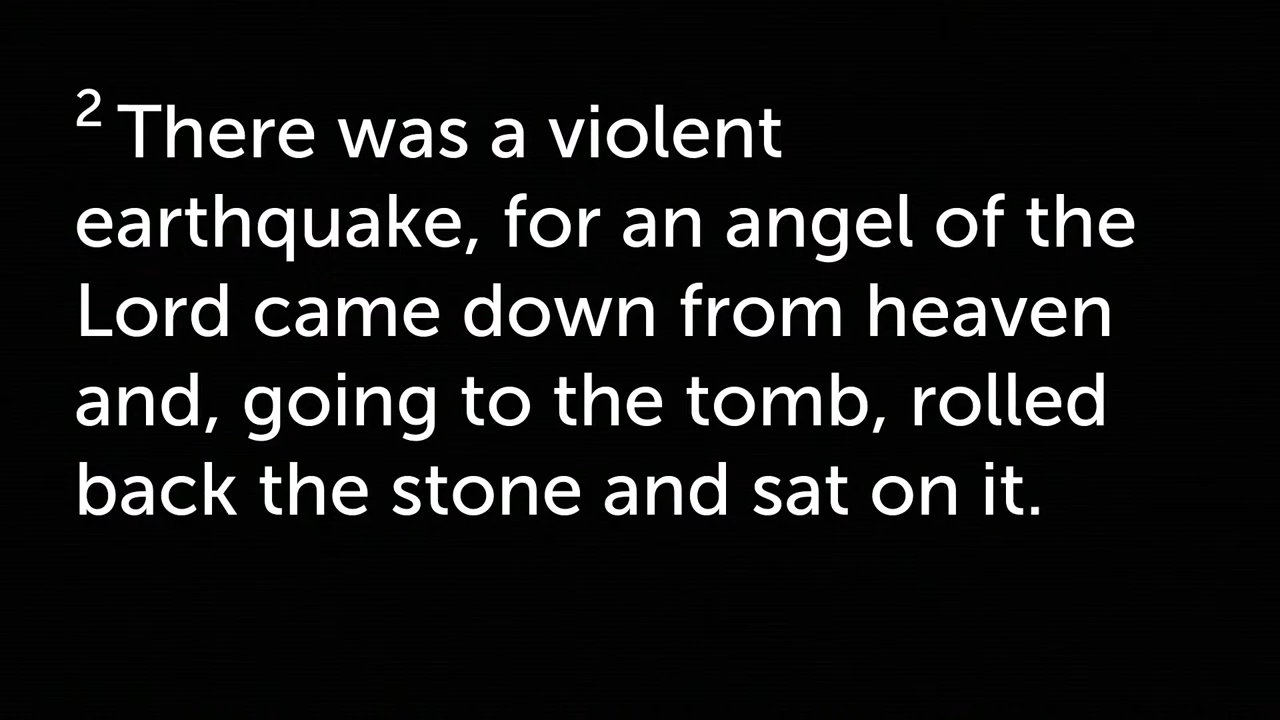 ² There was a violent
earthquake, for an angel of the
Lord came down from heaven
and, going to the tomb, rolled
back the stone and sat on it.